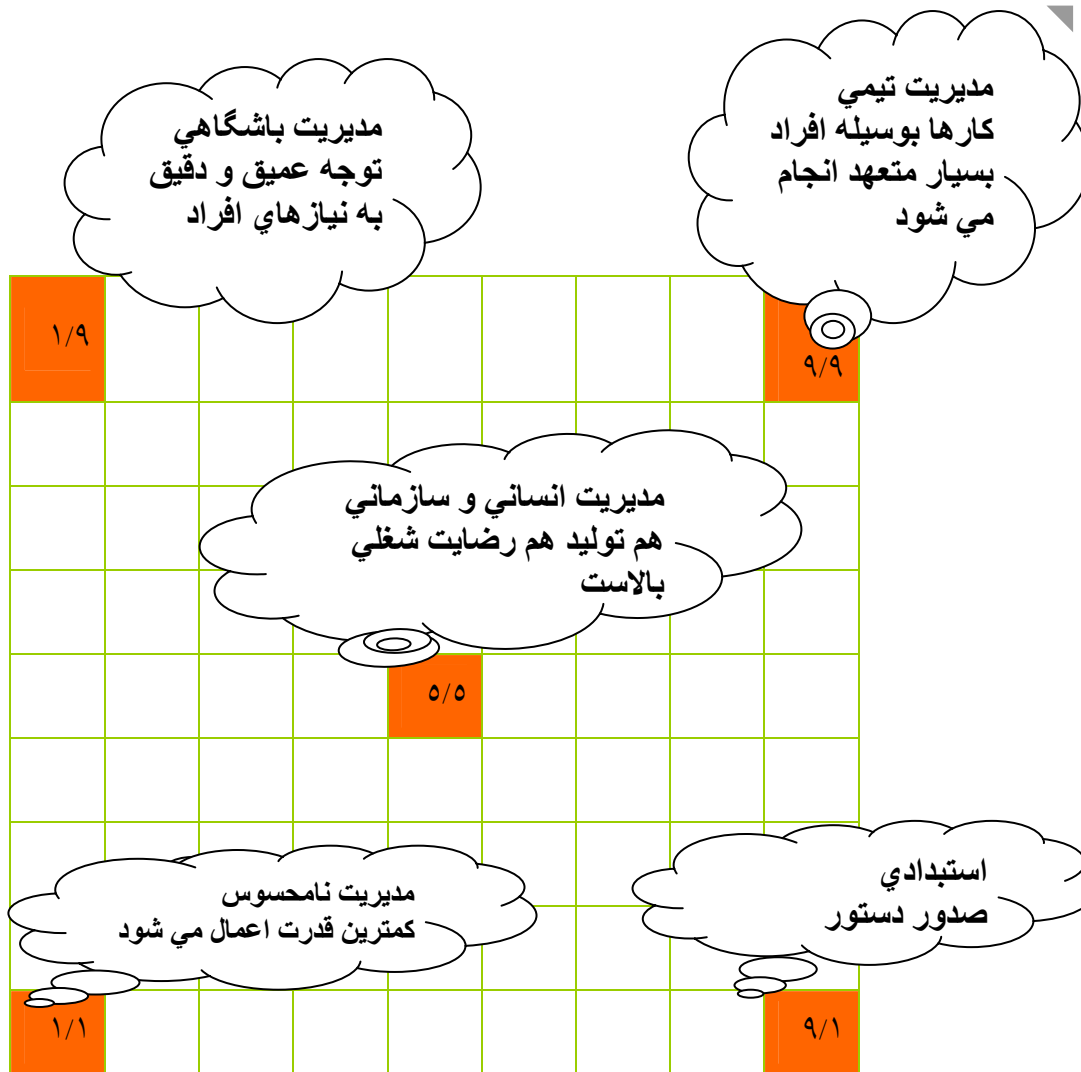 مديريت تيمي
كارها بوسيله افراد
بسيار متعهد انجام
مي شود
مديريت باشگاهي
توجه عميق و دقيق
به نيازهاي افراد
۹/۹
۱/۹
مديريت انساني و سازماني
هم توليد هم رضايت شغلي
بالاست
۵/۵
استبدادي
صدور دستور
مديريت نامحسوس
كمترين قدرت اعمال مي شود
۹/۱
۱/۱